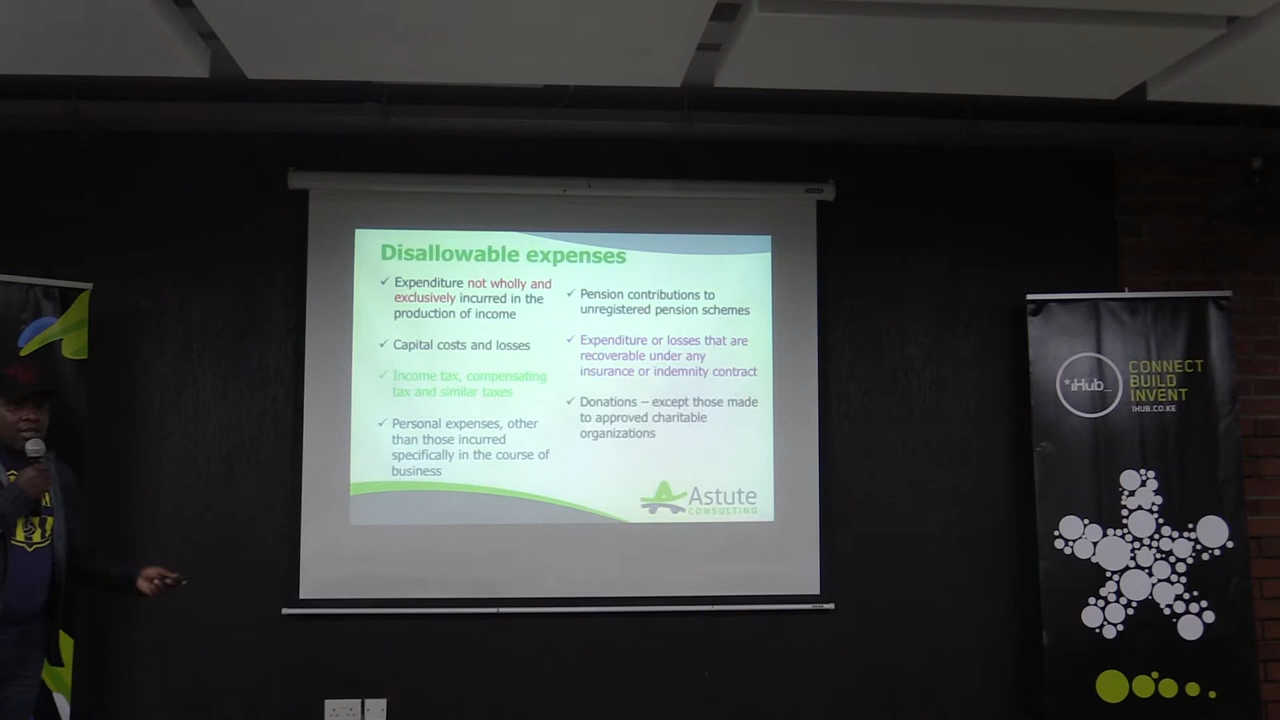 Disallowable expenses
✓ Expenditure not wholly and
exclusively incurred in the
production of income
✓ Capital costs and losses
✓ Income tax, compensating
tax and similar taxes
✓ Personal expenses, other
than those incurred
specifically in the course of
business
✓ Pension contributions to
unregistered pension schemes
✓ Expenditure or losses that are
recoverable under any
insurance or indemnity contract
✓ Donations – except those made
to approved charitable
organizations
Astute
CONSULTING
*iHub_
CONNECT
BUILD
INVENT
IHUB.CO.KE